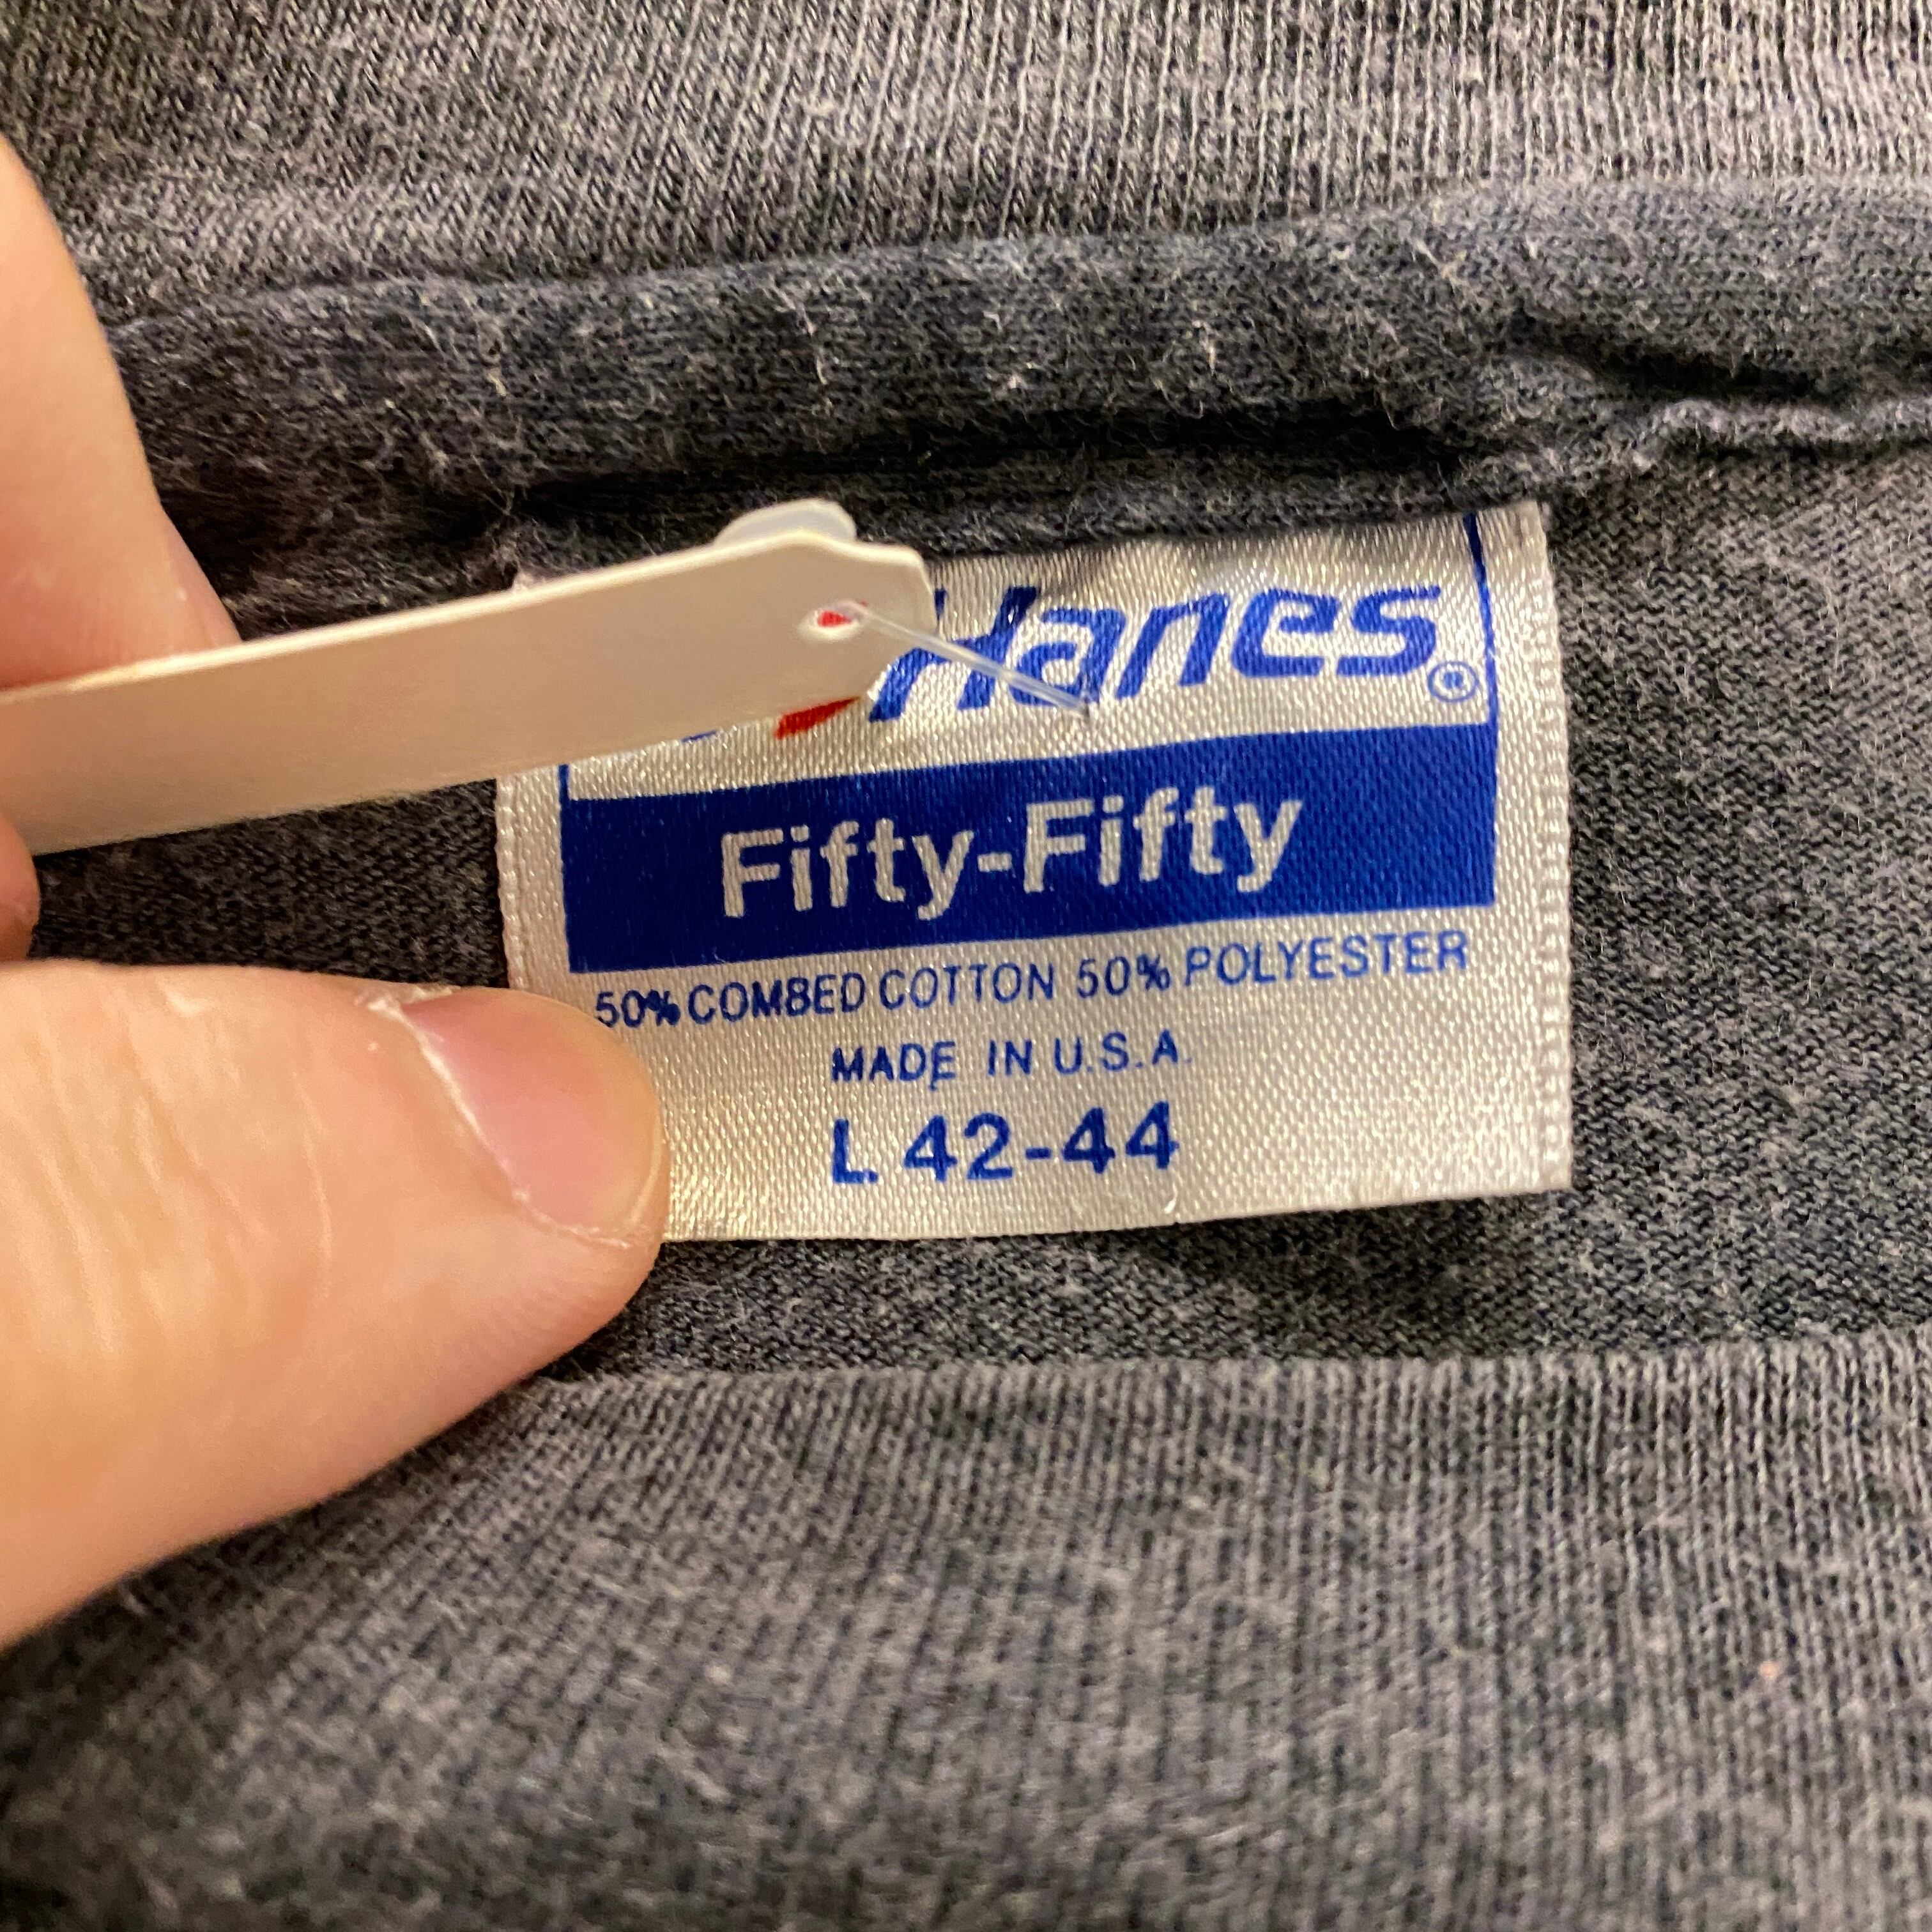 Hanes®
Fifty-Fifty
50% COMBED COTTON 50% POLYESTER
MADE IN U.S.A.
L 42-44